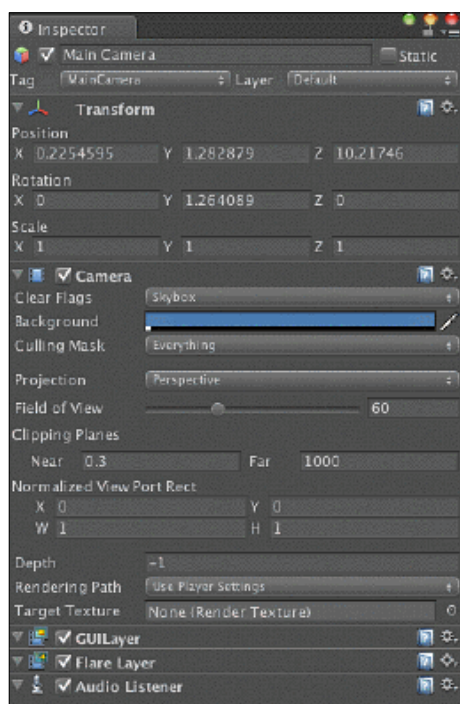 Inspector
Main Camera Static
Tag MainCamera Layer Default
Transform
Position
X 0.2254595 Y 1.282879 Z 10.21746
Rotation
X 0 Y 1.264089 Z 0
Scale
X 1 Y 1 Z 1
Camera
Clear Flags Skybox
Background
Culling Mask Everything
Projection Perspective
Field of View 60
Clipping Planes
Near 0.3 Far 1000
Normalized View Port Rect
X 0 Y 0
W 1 H 1
Depth -1
Rendering Path Use Player Settings
Target Texture None (Render Texture)
GUILayer
Flare Layer
Audio Listener